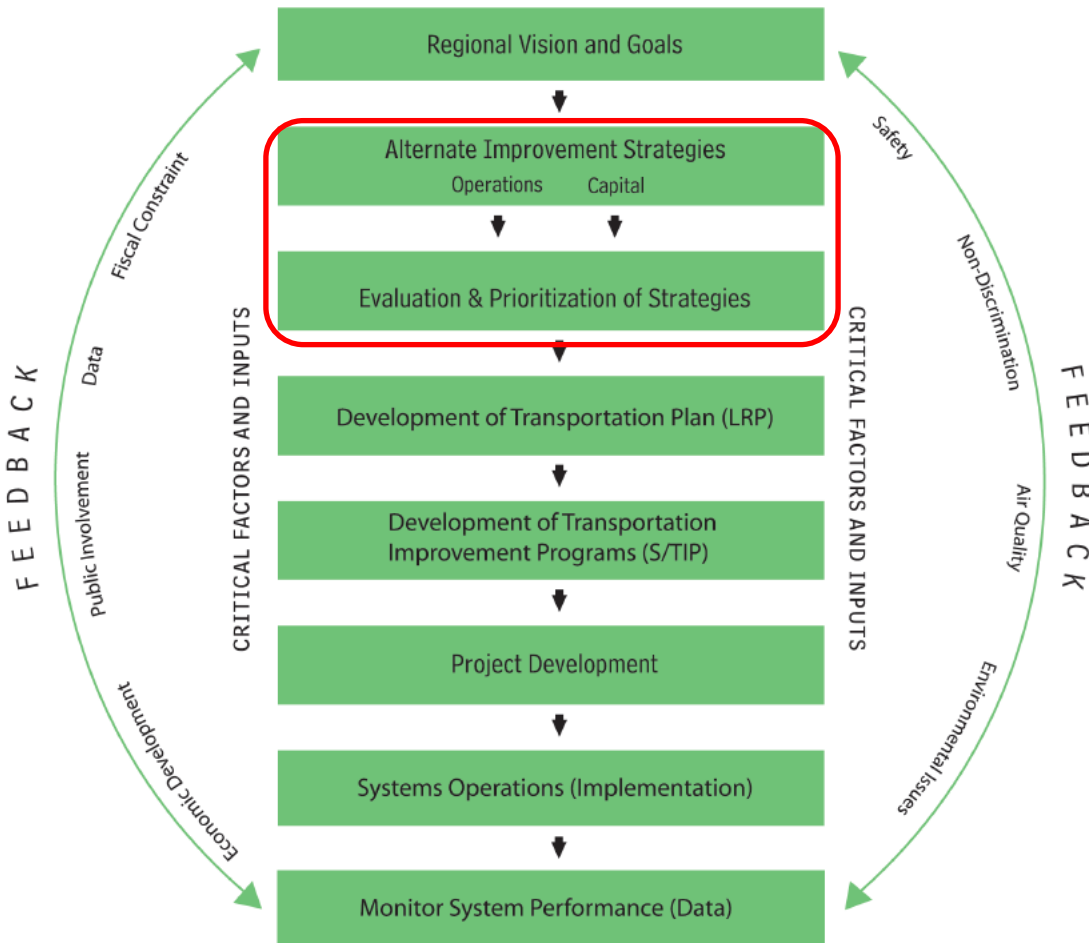 Regional Vision and Goals
Alternate Improvement Strategies
Operations Capital
Evaluation & Prioritization of Strategies
Development of Transportation Plan (LRP)
Development of Transportation
Improvement Programs (S/TIP)
Project Development
Systems Operations (Implementation)
Monitor System Performance (Data)
FEEDBACK
Fiscal Constraint
Data
Public Involvement
Economic Development
CRITICAL FACTORS AND INPUTS
CRITICAL FACTORS AND INPUTS
Safety
Non-Discrimination
Air Quality
Environmental Issues
FEEDBACK